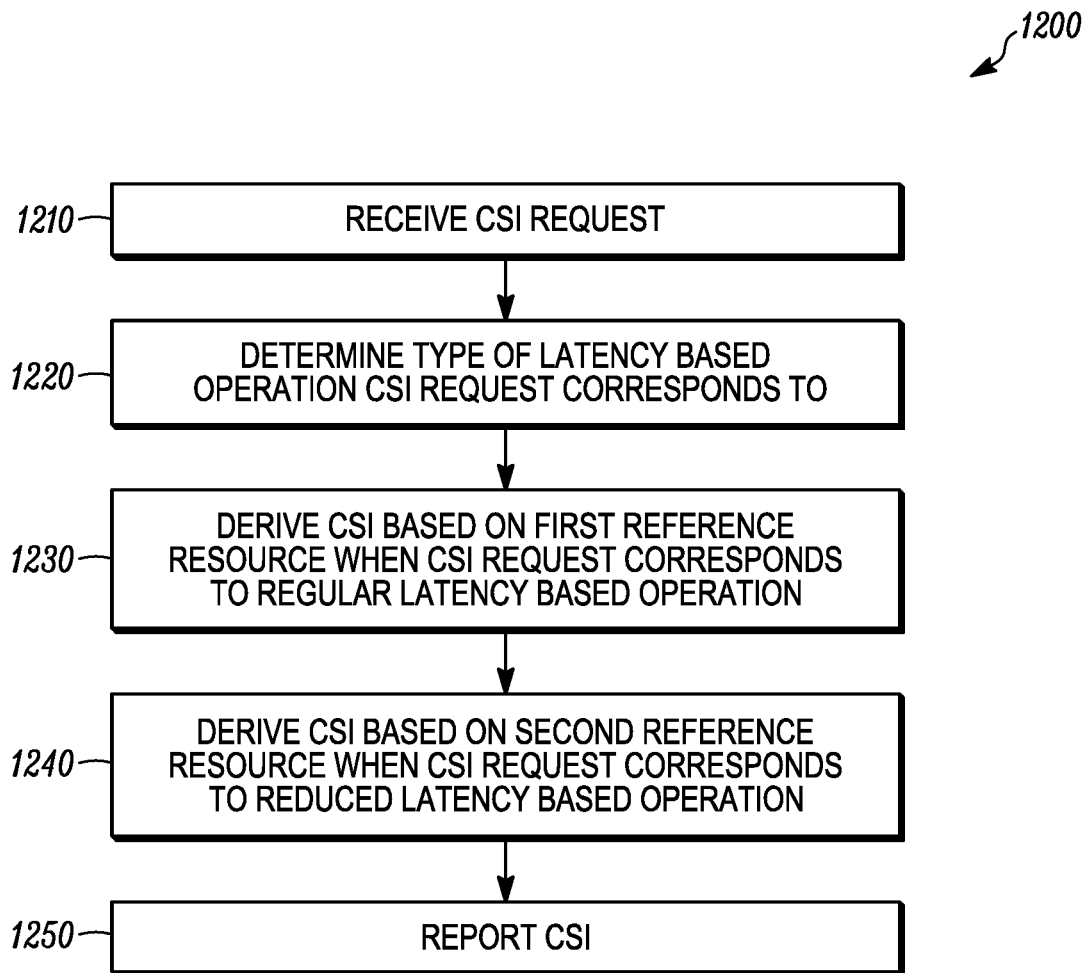 1200
1210
RECEIVE CSI REQUEST
1220
DETERMINE TYPE OF LATENCY BASED
OPERATION CSI REQUEST CORRESPONDS TO
1230
DERIVE CSI BASED ON FIRST REFERENCE
RESOURCE WHEN CSI REQUEST CORRESPONDS
TO REGULAR LATENCY BASED OPERATION
1240
DERIVE CSI BASED ON SECOND REFERENCE
RESOURCE WHEN CSI REQUEST CORRESPONDS
TO REDUCED LATENCY BASED OPERATION
1250
REPORT CSI